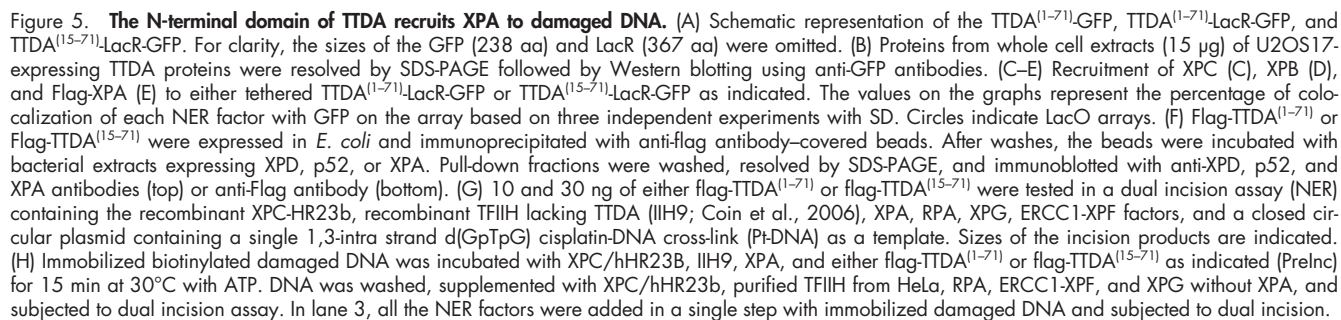 Figure 5. The N-terminal domain of TTDA recruits XPA to damaged DNA. (A) Schematic representation of the TTDA(1–71)-GFP, TTDA(1–71)-LacR-GFP, and
TTDA(15–71)-LacR-GFP. For clarity, the sizes of the GFP (238 aa) and LacR (367 aa) were omitted. (B) Proteins from whole cell extracts (15 µg) of U2OS17-
expressing TTDA proteins were resolved by SDS-PAGE followed by Western blotting using anti-GFP antibodies. (C–E) Recruitment of XPC (C), XPB (D),
and Flag-XPA (E) to either tethered TTDA(1–71)-LacR-GFP or TTDA(15–71)-LacR-GFP as indicated. The values on the graphs represent the percentage of colo-
calization of each NER factor with GFP on the array based on three independent experiments with SD. Circles indicate LacO arrays. (F) Flag-TTDA(1–71) or
Flag-TTDA(15–71) were expressed in E. coli and immunoprecipitated with anti-flag antibody–covered beads. After washes, the beads were incubated with
bacterial extracts expressing XPD, p52, or XPA. Pull-down fractions were washed, resolved by SDS-PAGE, and immunoblotted with anti-XPD, p52, and
XPA antibodies (top) or anti-Flag antibody (bottom). (G) 10 and 30 ng of either flag-TTDA(1–71) or flag-TTDA(15–71) were tested in a dual incision assay (NER)
containing the recombinant XPC-HR23b, recombinant TFIIH lacking TTDA (IIH9; Coin et al., 2006), XPA, RPA, XPG, ERCC1-XPF factors, and a closed cir-
cular plasmid containing a single 1,3-intra strand d(GpTpG) cisplatin-DNA cross-link (Pt-DNA) as a template. Sizes of the incision products are indicated.
(H) Immobilized biotinylated damaged DNA was incubated with XPC/hHR23B, IIH9, XPA, and either flag-TTDA(1–71) or flag-TTDA(15–71) as indicated (PreInc)
for 15 min at 30°C with ATP. DNA was washed, supplemented with XPC/hHR23b, purified TFIIH from HeLa, RPA, ERCC1-XPF, and XPG without XPA, and
subjected to dual incision assay. In lane 3, all the NER factors were added in a single step with immobilized damaged DNA and subjected to dual incision.